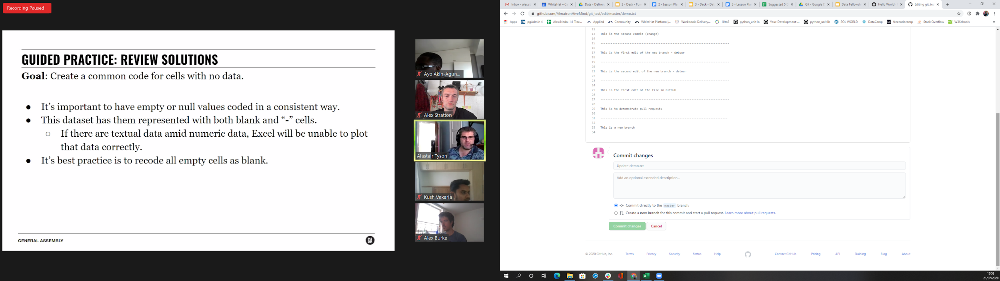 Recording Paused
GUIDED PRACTICE: REVIEW SOLUTIONS
Goal: Create a common code for cells with no data.
● It's important to have empty or null values coded in a consistent way.
● This dataset has them represented with both blank and “-” cells.
○ If there are textual data amid numeric data, Excel will be unable to plot
that data correctly.
● It's best practice is to recode all empty cells as blank.
GENERAL ASSEMBLY
GA
Ayo Akin-Agun...
Alex Stratton
Alastair Tyson
Kush Vekaria
Alex Burke
Inbox - alex.st
WhiteHat – C
Data - Deliver
2 - Deck - Fun
2 - Lesson Pla
3 - Deck - Dat
3 - Lesson Pla
Suggested 5 D
Git - Google D
Data Fellowsh
Hello World
Editing git_te
github.com/AlmatronHiveMind/git_test/edit/master/demo.txt
Apps pgAdmin 4 Alex/Neda: 1:1 Trac... Applied Community WhiteHat Platform |... Workbook: Delivery... 10to8 python_unit1a Your-Development-... python_unit1b SQL WORLD DataCamp freecodecamp Stack Overflow W3Schools »
12
13 This is the second commit (change)
14
15 --------------------------------------------------------------------------
16
17 This is the first edit of the new branch - detour
18
19 --------------------------------------------------------------------------
20
21 This is the second edit of the new branch - detour
22
23 --------------------------------------------------------------------------
24
25 This is the first edit of the file in GitHub
26
27 --------------------------------------------------------------------------
28
29 This is to demonstrate pull requests
30
31 -------------------------------------------------------------------------
32
33 This is a new branch
34
Commit changes
Update demo.txt
Add an optional extended description...
Commit directly to the master branch.
Create a new branch for this commit and start a pull request. Learn more about pull requests.
Commit changes Cancel
© 2020 GitHub, Inc. Terms Privacy Security Status Help Contact GitHub Pricing API Training Blog About
10:53
21/07/2020